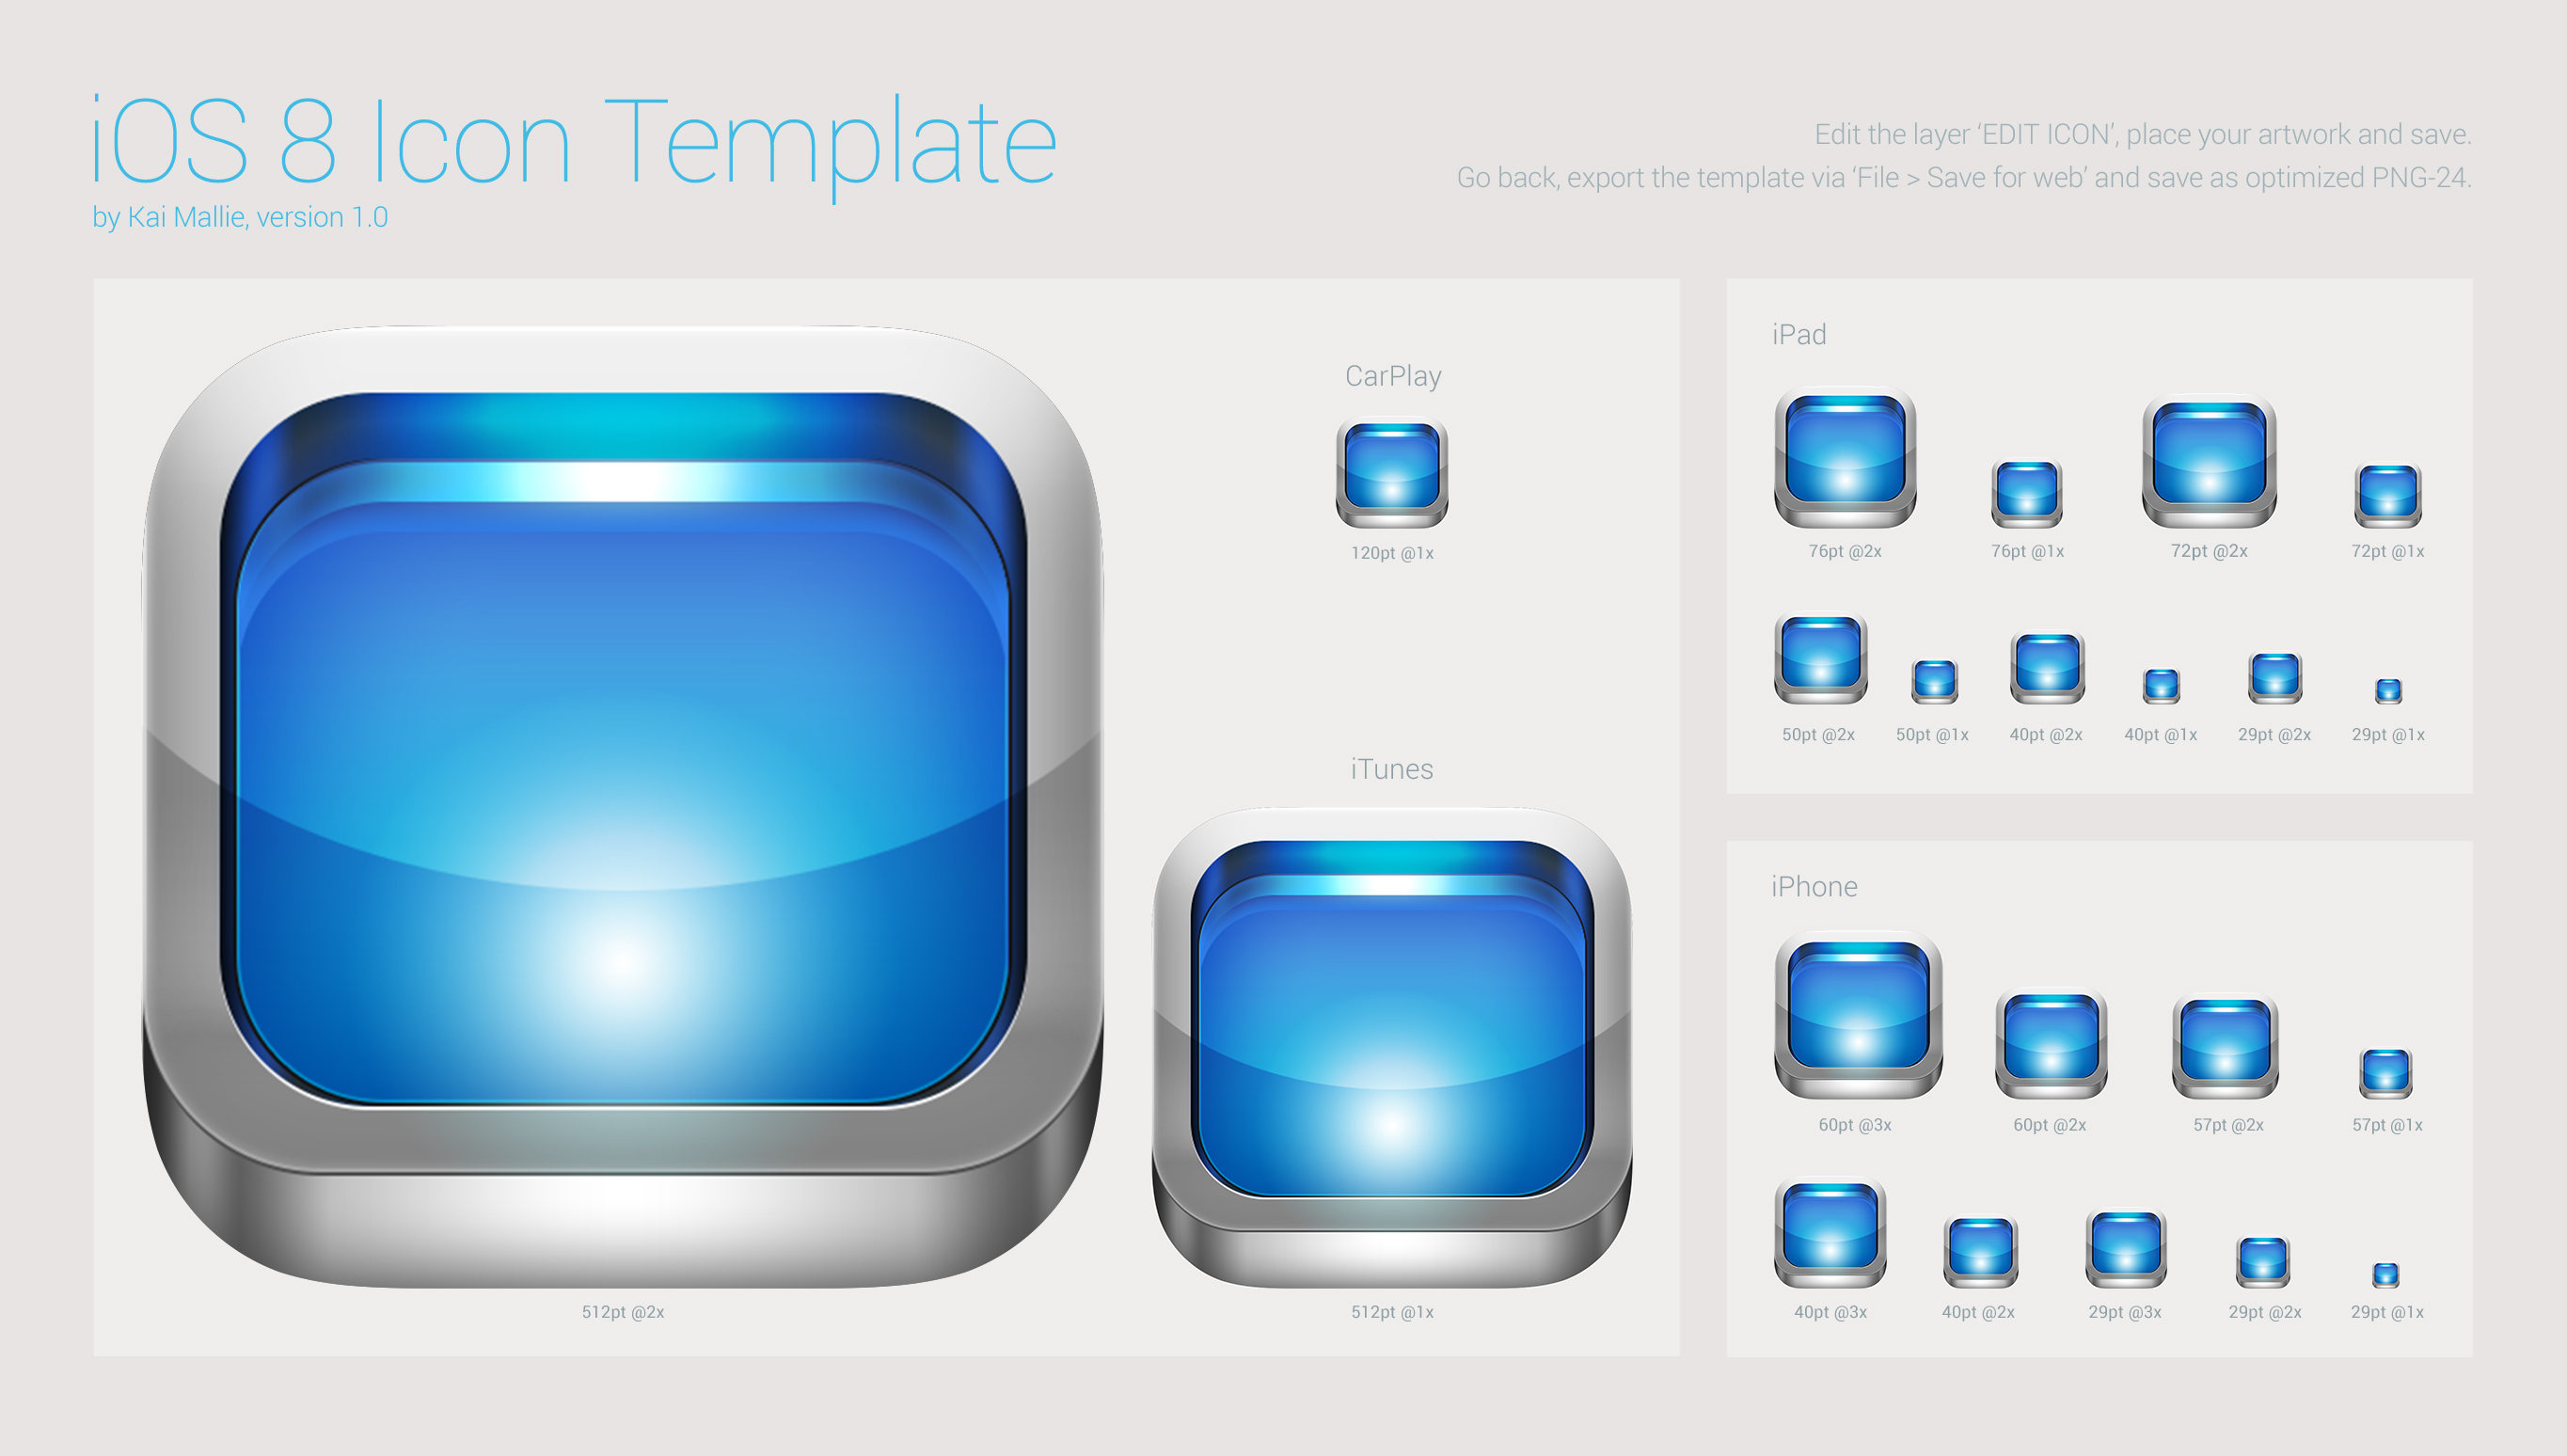 iOS 8 Icon Template
by Kai Mallie, version 1.0
Edit the layer ‘EDIT ICON’, place your artwork and save.
Go back, export the template via ‘File > Save for web’ and save as optimized PNG-24.
CarPlay
120pt @1x
iTunes
512pt @2x
512pt @1x
iPad
76pt @2x 76pt @1x 72pt @2x 72pt @1x
50pt @2x 50pt @1x 40pt @2x 40pt @1x 29pt @2x 29pt @1x
iPhone
60pt @3x 60pt @2x 57pt @2x 57pt @1x
40pt @3x 40pt @2x 29pt @3x 29pt @2x 29pt @1x